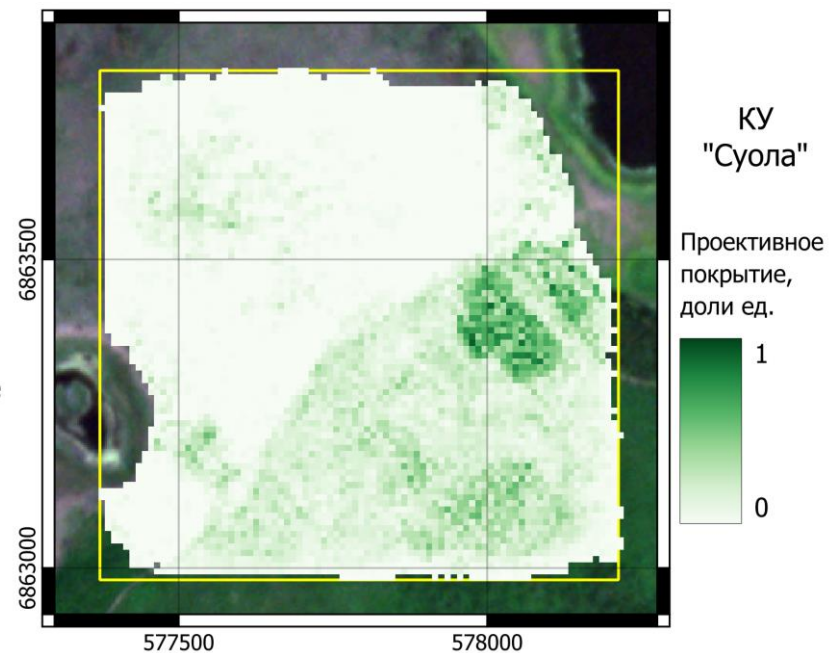 КУ
"Суола"
Проективное
покрытие,
доли ед.
1
0
6863500
6863000
577500
578000